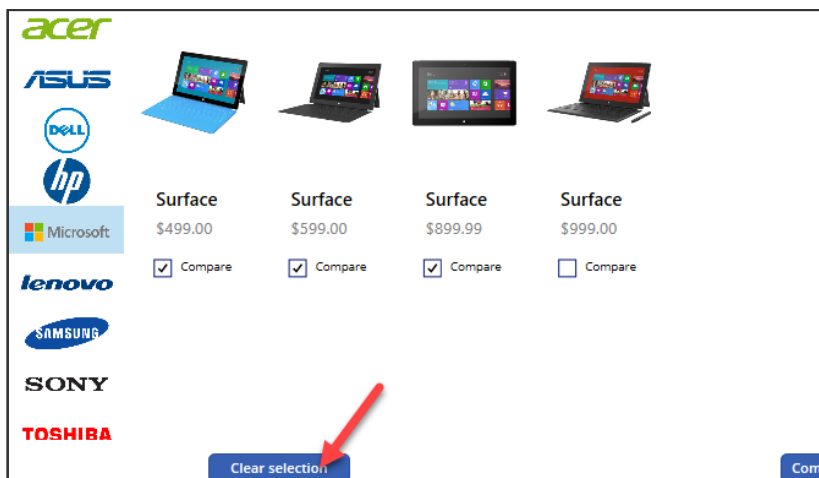 acer
ASUS
DELL
hp
Microsoft
lenovo
SAMSUNG
SONY
TOSHIBA
Surface Surface Surface Surface
$499.00 $599.00 $899.99 $999.00
Compare Compare Compare Compare
Clear selection
Com